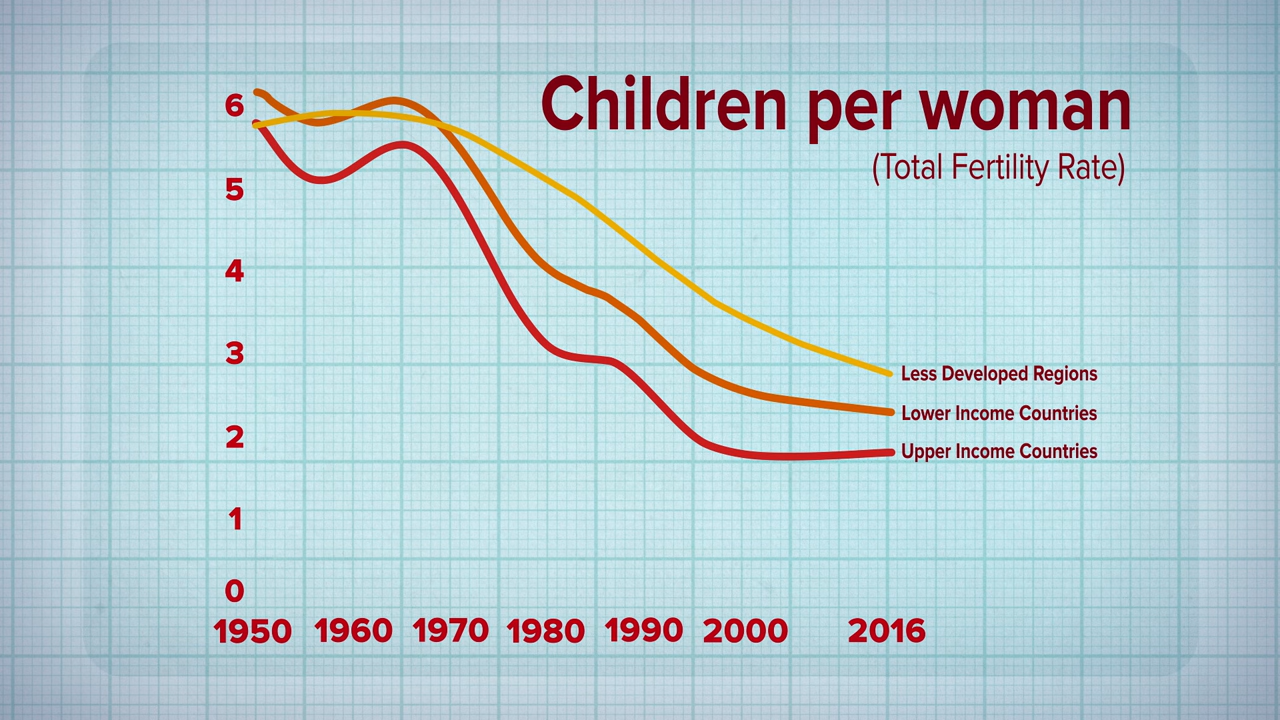 Children per woman
(Total Fertility Rate)
6
5
4
3
2
1
0
Less Developed Regions
Lower Income Countries
Upper Income Countries
1950 1960 1970 1980 1990 2000 2016